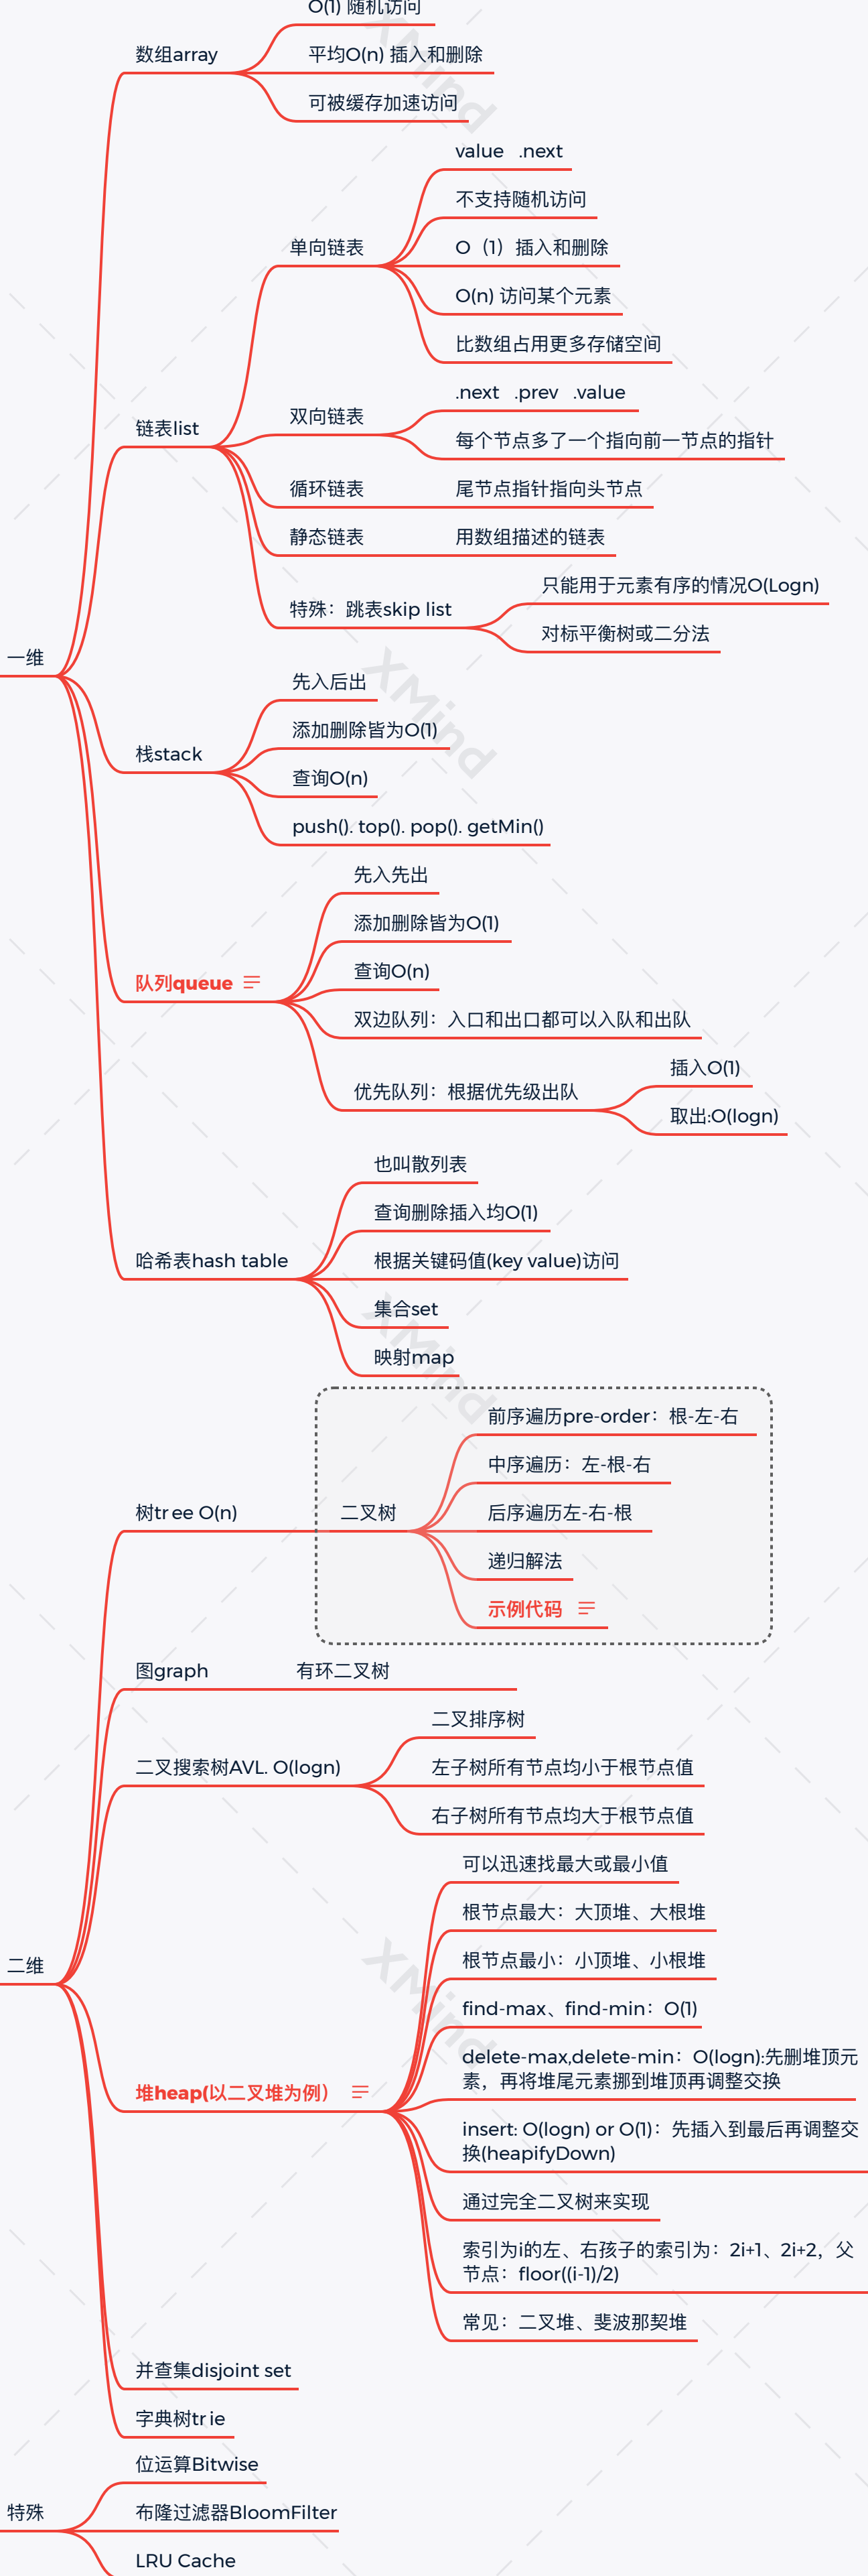 O(1) 随机访问
数组array
平均O(n) 插入和删除
可被缓存加速访问
value .next
不支持随机访问
单向链表
O（1）插入和删除
O(n) 访问某个元素
比数组占用更多存储空间
.next .prev .value
双向链表
链表list
每个节点多了一个指向前一节点的指针
循环链表
尾节点指针指向头节点
静态链表
用数组描述的链表
只能用于元素有序的情况O(Logn)
特殊：跳表skip list
对标平衡树或二分法
一维
先入后出
添加删除皆为O(1)
栈stack
查询O(n)
push(). top(). pop(). getMin()
先入先出
添加删除皆为O(1)
查询O(n)
队列queue
双边队列：入口和出口都可以入队和出队
插入O(1)
优先队列：根据优先级出队
取出:O(logn)
也叫散列表
查询删除插入均O(1)
哈希表hash table
根据关键码值(key value)访问
集合set
映射map
前序遍历pre-order：根-左-右
中序遍历：左-根-右
树tree O(n)
二叉树
后序遍历左-右-根
递归解法
示例代码
图graph
有环二叉树
二叉排序树
二叉搜索树AVL. O(logn)
左子树所有节点均小于根节点值
右子树所有节点均大于根节点值
可以迅速找最大或最小值
根节点最大：大顶堆、大根堆
二维
根节点最小：小顶堆、小根堆
find-max、find-min：O(1)
delete-max,delete-min：O(logn):先删堆顶元
素，再将堆尾元素挪到堆顶再调整交换
堆heap(以二叉堆为例）
insert: O(logn) or O(1)：先插入到最后再调整交
换(heapifyDown)
通过完全二叉树来实现
索引为i的左、右孩子的索引为：2i+1、2i+2，父
节点：floor((i-1)/2)
常见：二叉堆、斐波那契堆
并查集disjoint set
字典树trie
位运算Bitwise
特殊
布隆过滤器BloomFilter
LRU Cache
XMind
XMind
XMind
XMind